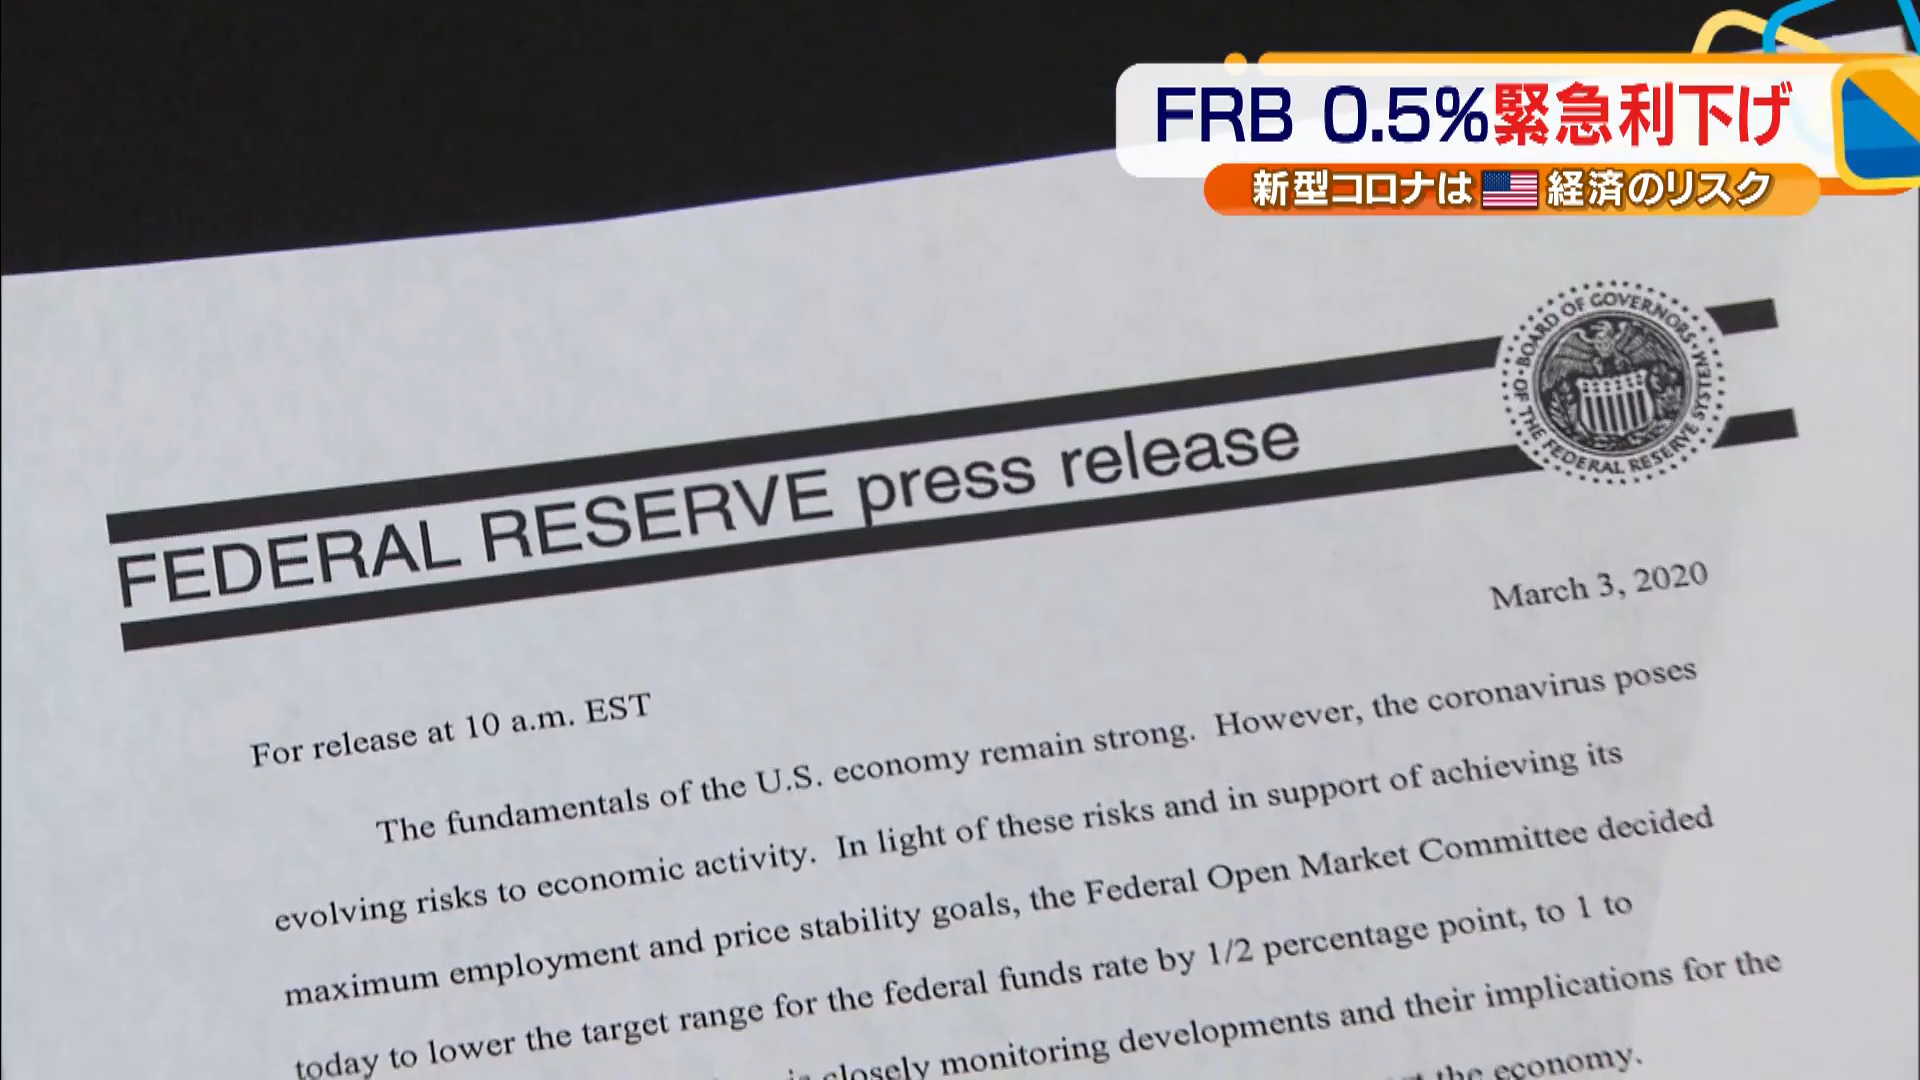 FRB 0.5%緊急利下げ
新型コロナは 経済のリスク
BOARD OF GOVERNORS OF THE FEDERAL RESERVE SYSTEM
FEDERAL RESERVE press release
March 3, 2020
For release at 10 a.m. EST
The fundamentals of the U.S. economy remain strong. However, the coronavirus poses
evolving risks to economic activity. In light of these risks and in support of achieving its
maximum employment and price stability goals, the Federal Open Market Committee decided
today to lower the target range for the federal funds rate by 1/2 percentage point, to 1 to
closely monitoring developments and their implications for the
the economy.